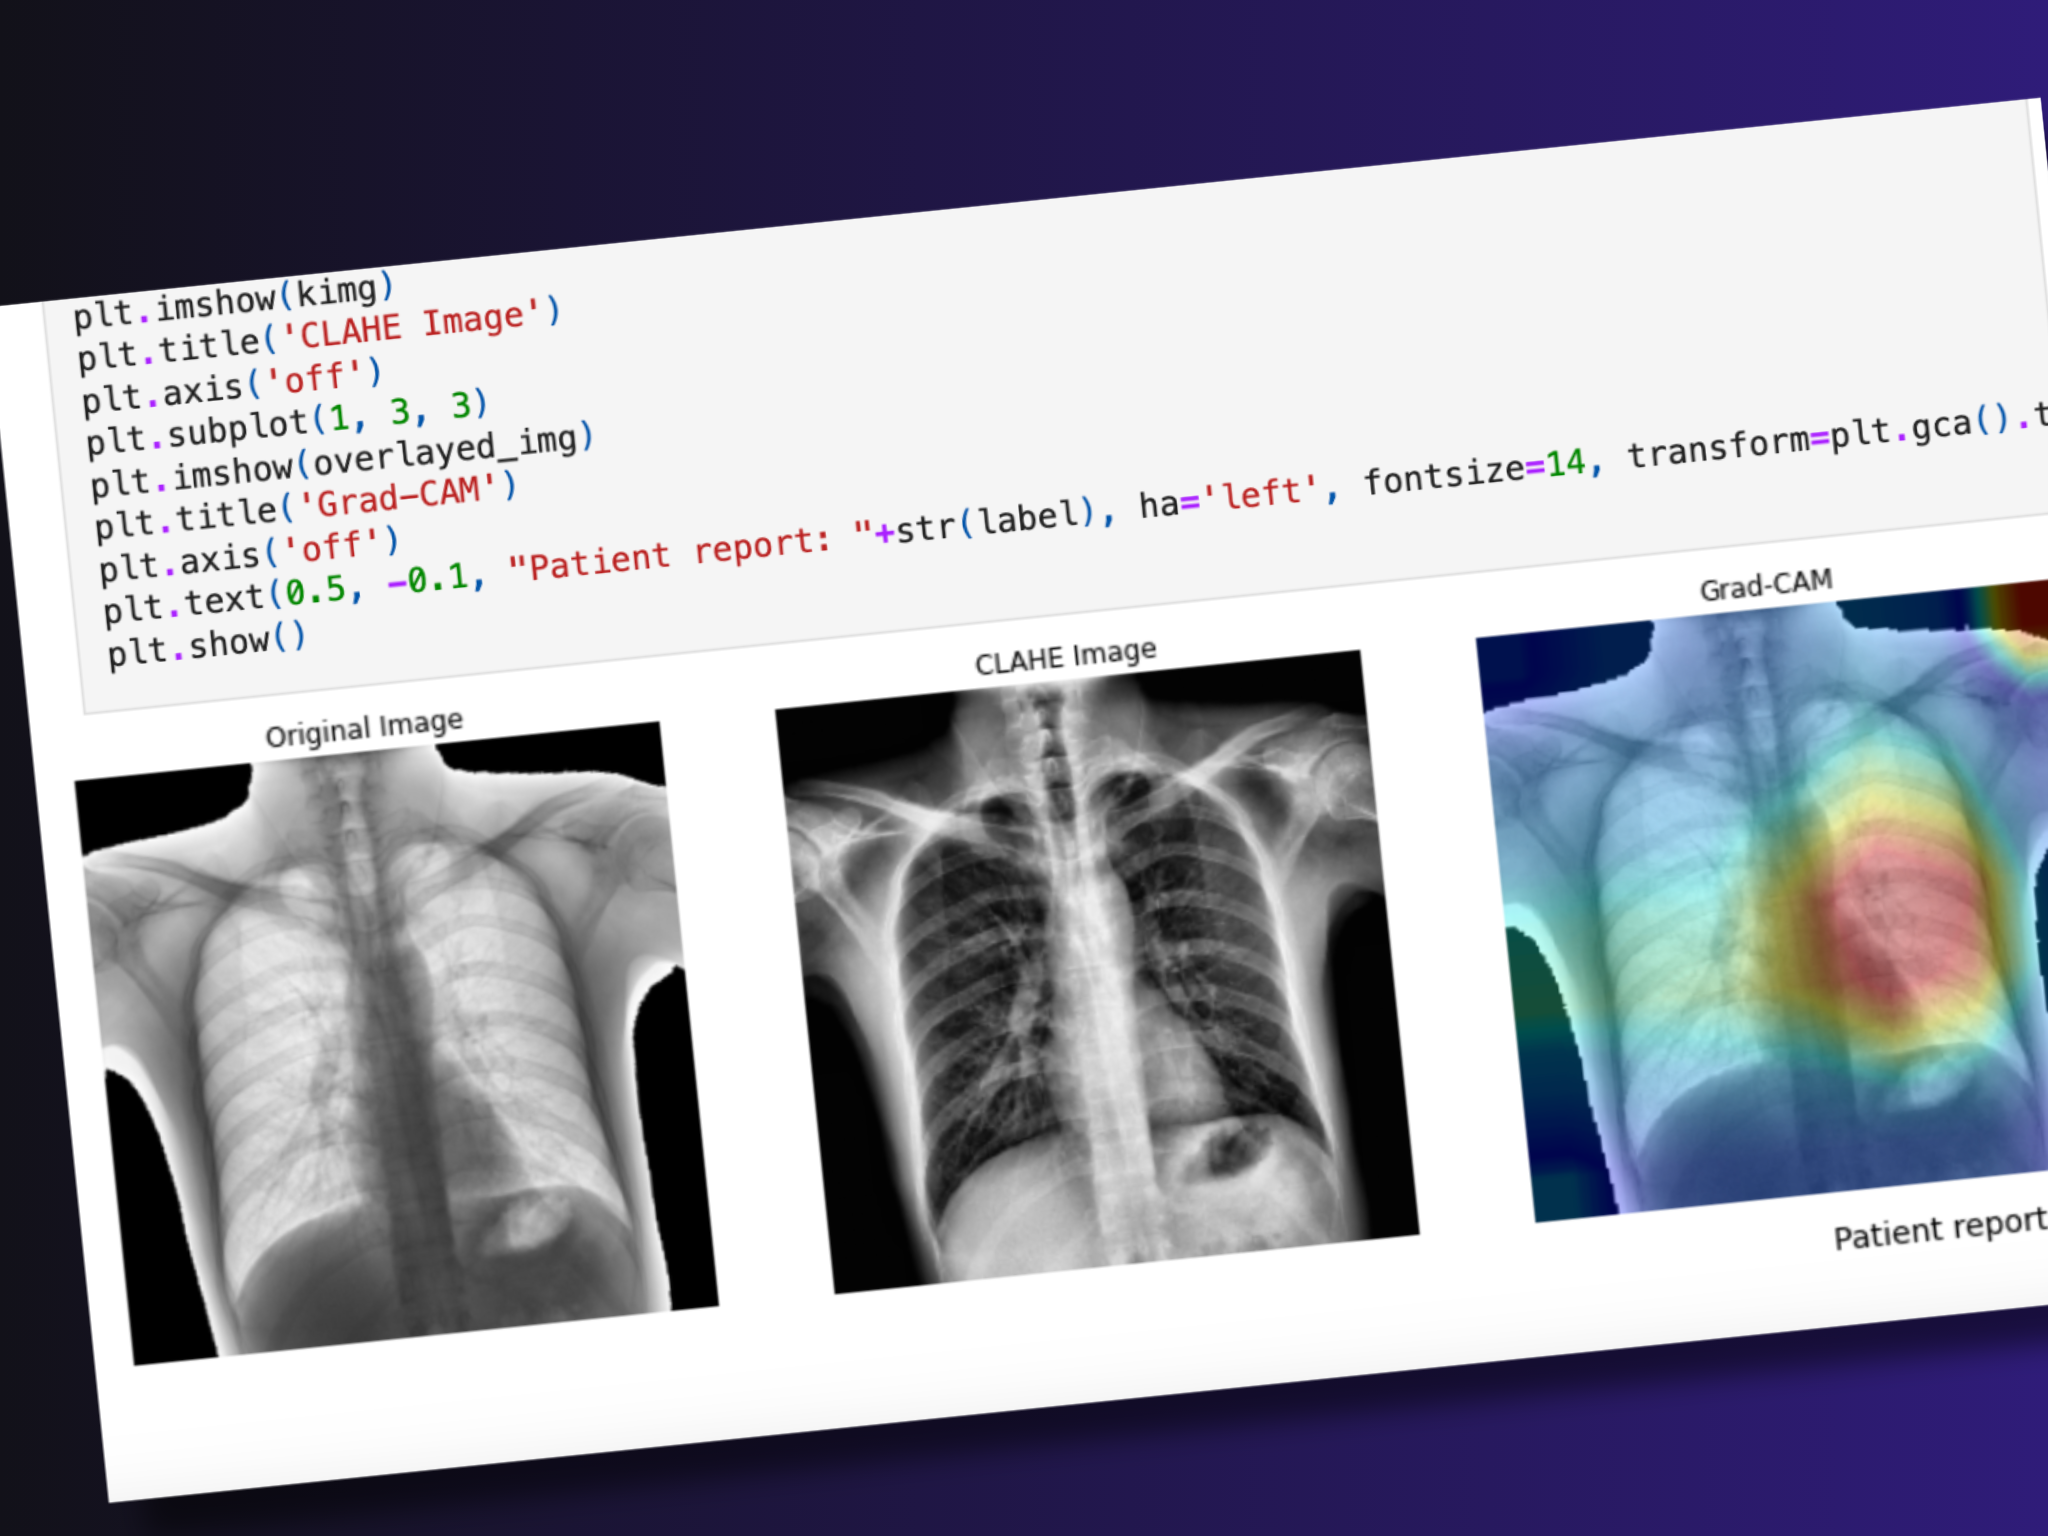 plt.imshow(kimg)
plt.title('CLAHE Image')
plt.axis('off')
plt.subplot(1, 3, 3)
plt.imshow(overlayed_img)
plt.title('Grad-CAM')
plt.axis('off')
plt.text(0.5, -0.1, "Patient report: "+str(label), ha='left', fontsize=14, transform=plt.gca().t
plt.show()
Original Image
CLAHE Image
Grad-CAM
Patient report